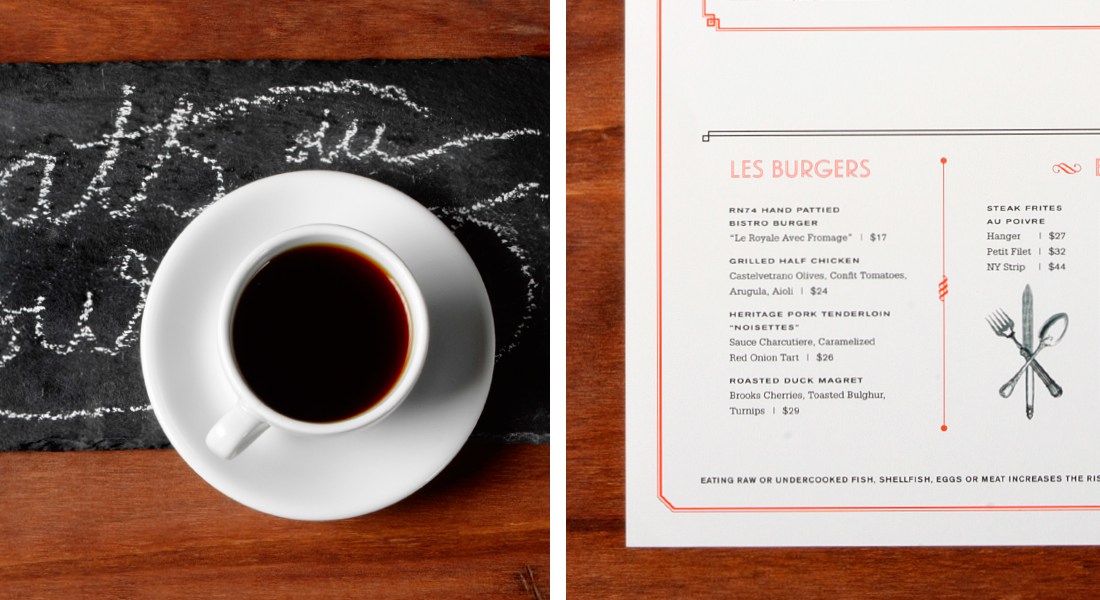 LES BURGERS
RN74 HAND PATTIED
BISTRO BURGER
“Le Royale Avec Fromage” | $17
GRILLED HALF CHICKEN
Castelvetrano Olives, Confit Tomatoes,
Arugula, Aioli | $24
HERITAGE PORK TENDERLOIN
“NOISETTES”
Sauce Charcutiere, Caramelized
Red Onion Tart | $26
ROASTED DUCK MAGRET
Brooks Cherries, Toasted Bulghur,
Turnips | $29
STEAK FRITES
AU POIVRE
Hanger | $27
Petit Filet | $32
NY Strip | $44
EATING RAW OR UNDERCOOKED FISH, SHELLFISH, EGGS OR MEAT INCREASES THE